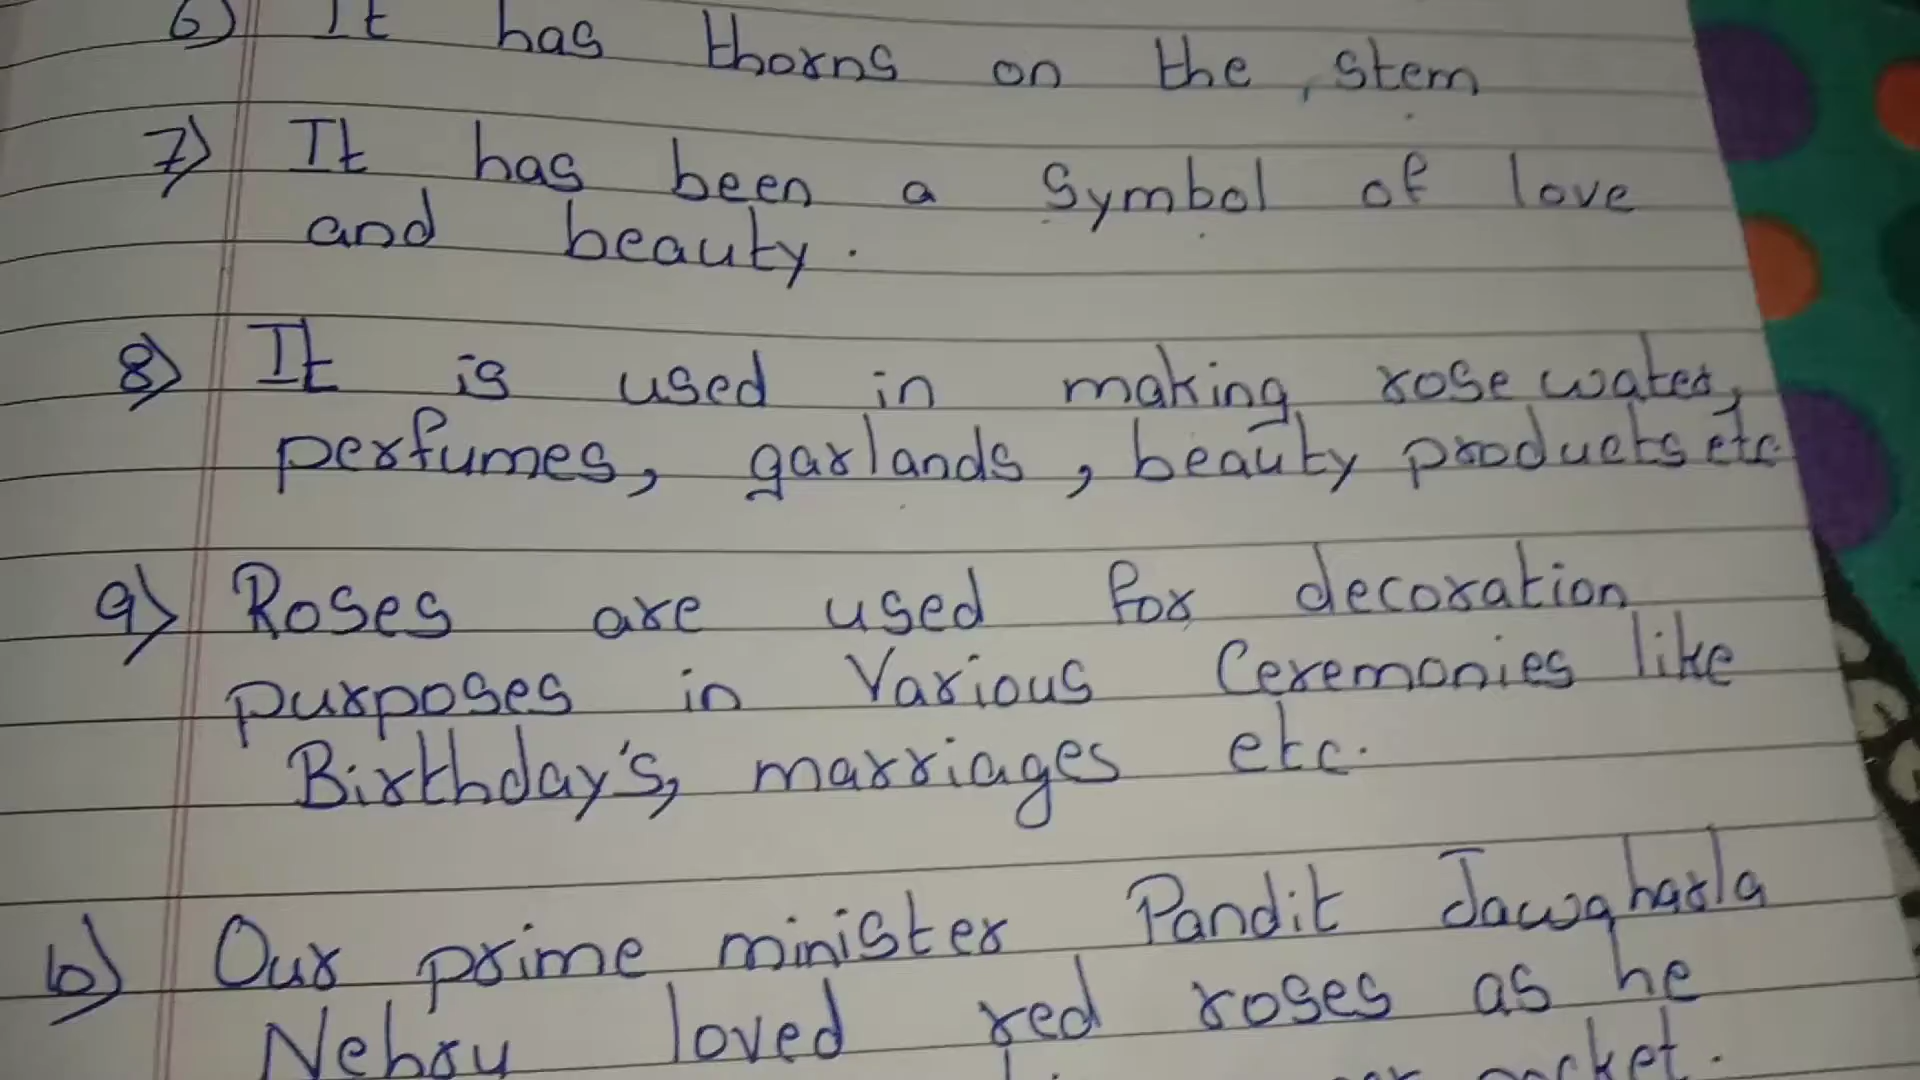 6) It has thorns on the stem
7) It has been a Symbol of love
and beauty.
8) It is used in making rose water,
perfumes, garlands, beauty products etc
9) Roses are used for decoration
purposes in Various Ceremonies like
Birthday's, marriages etc.
10) Our prime minister Pandit Jawaharla
Nehru loved red roses as he
pocket.